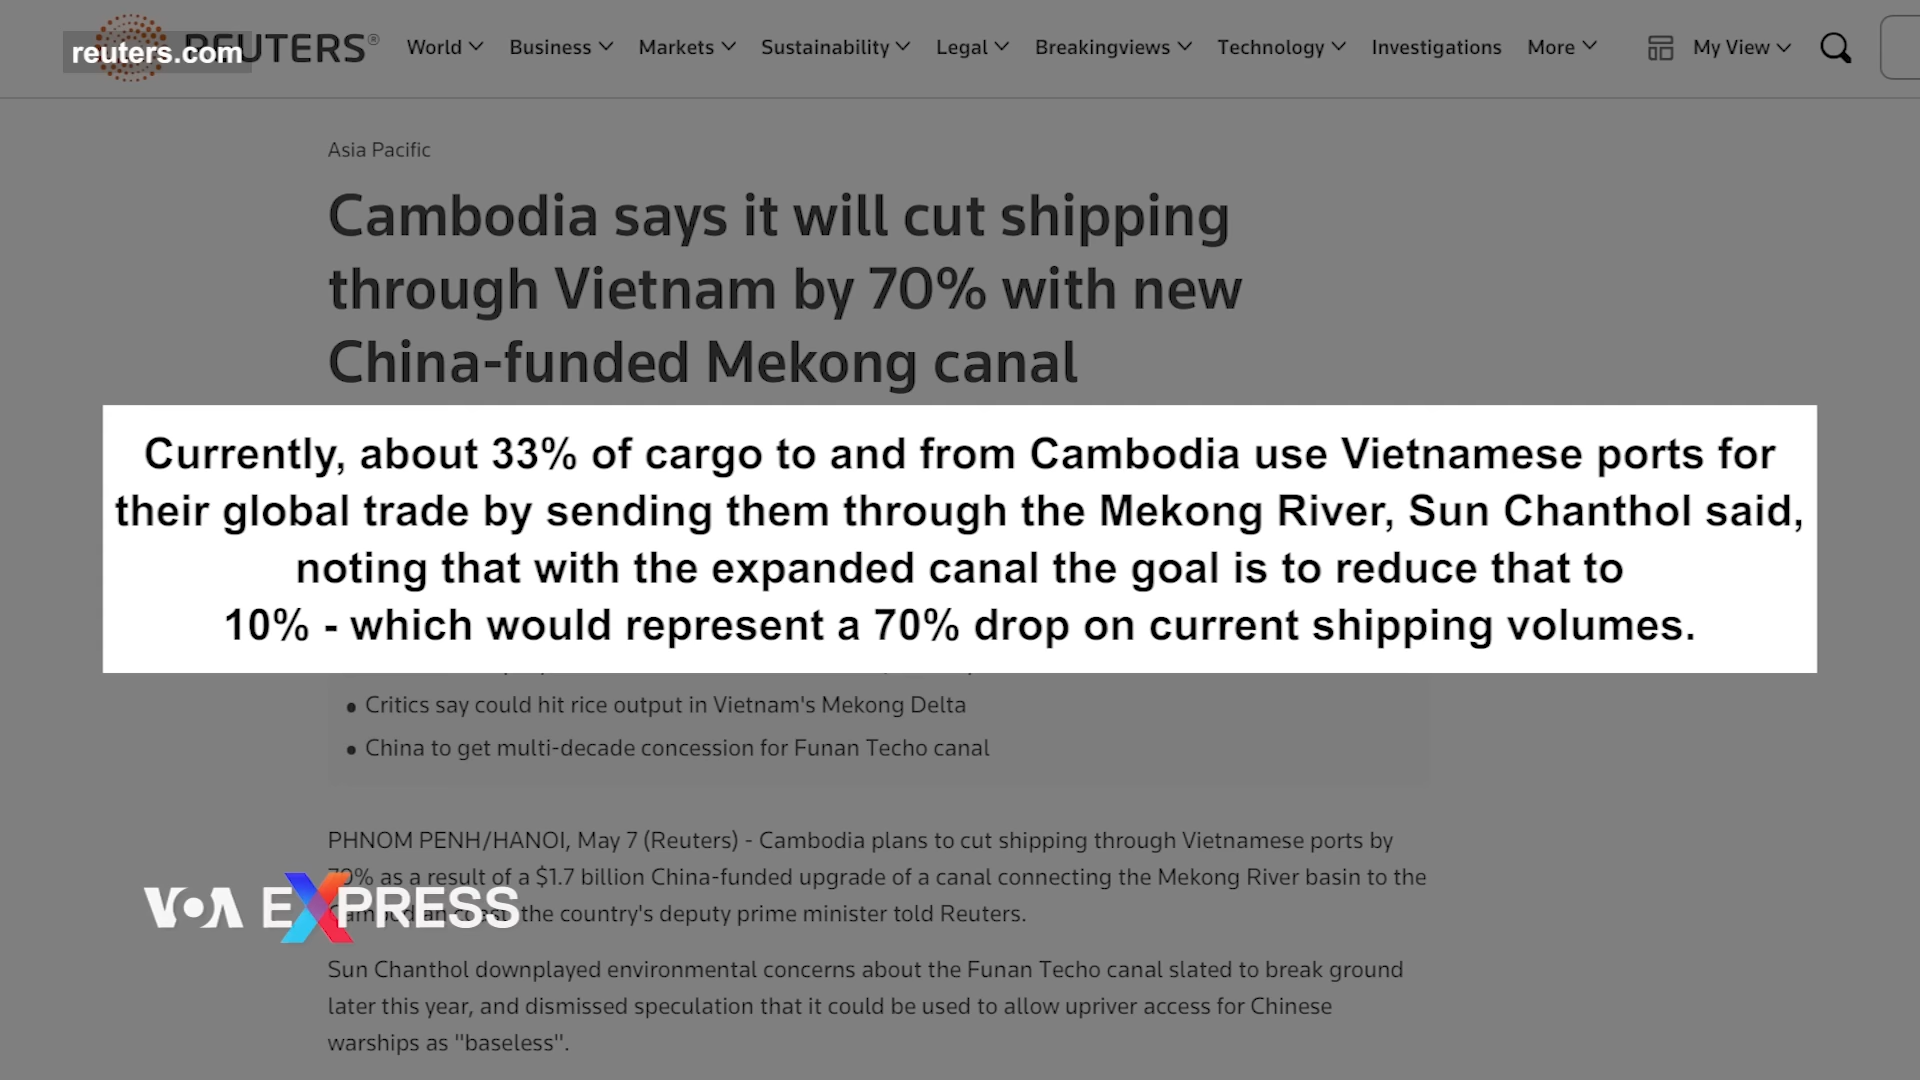 reuters.com
REUTERS®
World Business Markets Sustainability Legal Breakingviews Technology Investigations More My View
Asia Pacific
Cambodia says it will cut shipping
through Vietnam by 70% with new
China-funded Mekong canal
Currently, about 33% of cargo to and from Cambodia use Vietnamese ports for
their global trade by sending them through the Mekong River, Sun Chanthol said,
noting that with the expanded canal the goal is to reduce that to
10% - which would represent a 70% drop on current shipping volumes.
• Critics say could hit rice output in Vietnam's Mekong Delta
• China to get multi-decade concession for Funan Techo canal
PHNOM PENH/HANOI, May 7 (Reuters) - Cambodia plans to cut shipping through Vietnamese ports by
70% as a result of a $1.7 billion China-funded upgrade of a canal connecting the Mekong River basin to the
Cambodian coast, the country's deputy prime minister told Reuters.
VOA EXPRESS
Sun Chanthol downplayed environmental concerns about the Funan Techo canal slated to break ground
later this year, and dismissed speculation that it could be used to allow upriver access for Chinese
warships as "baseless".